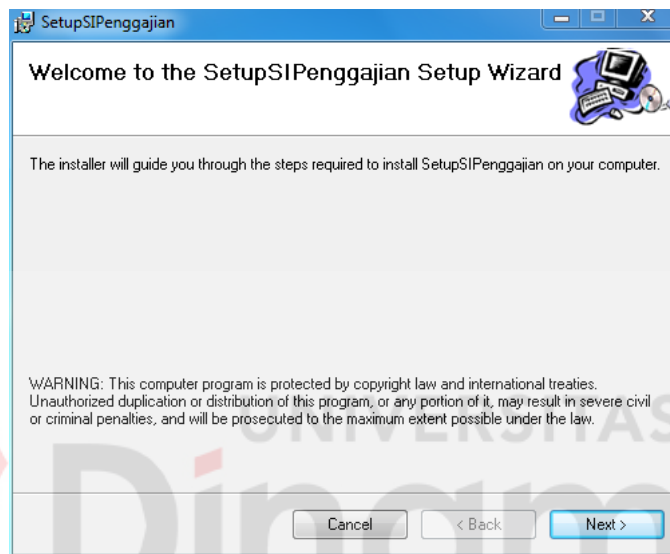 SetupSIPenggajian
Welcome to the SetupSIPenggajian Setup Wizard
The installer will guide you through the steps required to install SetupSIPenggajian on your computer.
WARNING: This computer program is protected by copyright law and international treaties.
Unauthorized duplication or distribution of this program, or any portion of it, may result in severe civil
or criminal penalties, and will be prosecuted to the maximum extent possible under the law.
UNIVERSITAS
Cancel
< Back
Next >